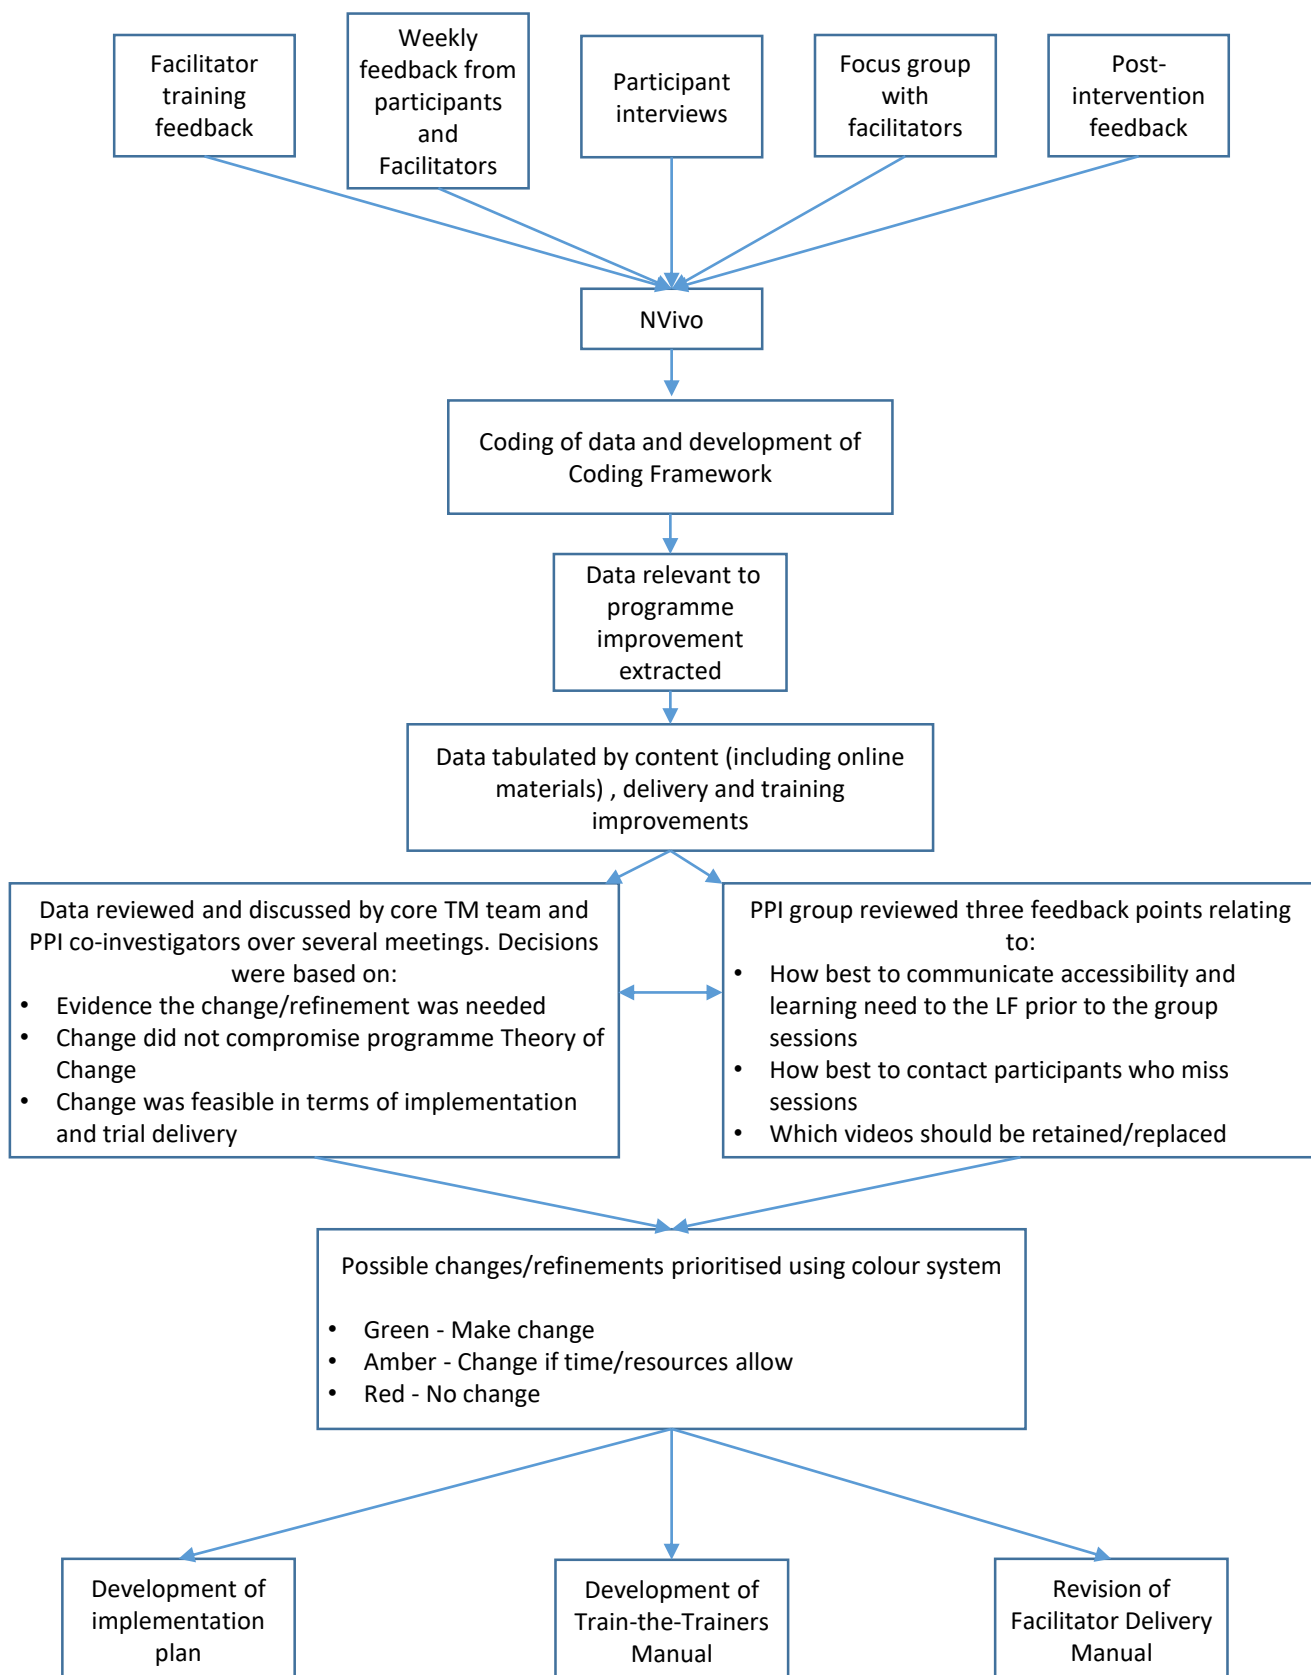 Facilitator
training
feedback
Weekly
feedback from
participants
and
Facilitators
Participant
interviews
Focus group
with
facilitators
Post-
intervention
feedback
NVivo
Coding of data and development of
Coding Framework
Data relevant to
programme
improvement
extracted
Data tabulated by content (including online
materials) , delivery and training
improvements
Data reviewed and discussed by core TM team and
PPI co-investigators over several meetings. Decisions
were based on:
• Evidence the change/refinement was needed
• Change did not compromise programme Theory of
Change
• Change was feasible in terms of implementation
and trial delivery
PPI group reviewed three feedback points relating
to:
• How best to communicate accessibility and
learning need to the LF prior to the group
sessions
• How best to contact participants who miss
sessions
• Which videos should be retained/replaced
Possible changes/refinements prioritised using colour system
• Green - Make change
• Amber - Change if time/resources allow
• Red - No change
Development of
implementation
plan
Development of
Train-the-Trainers
Manual
Revision of
Facilitator Delivery
Manual